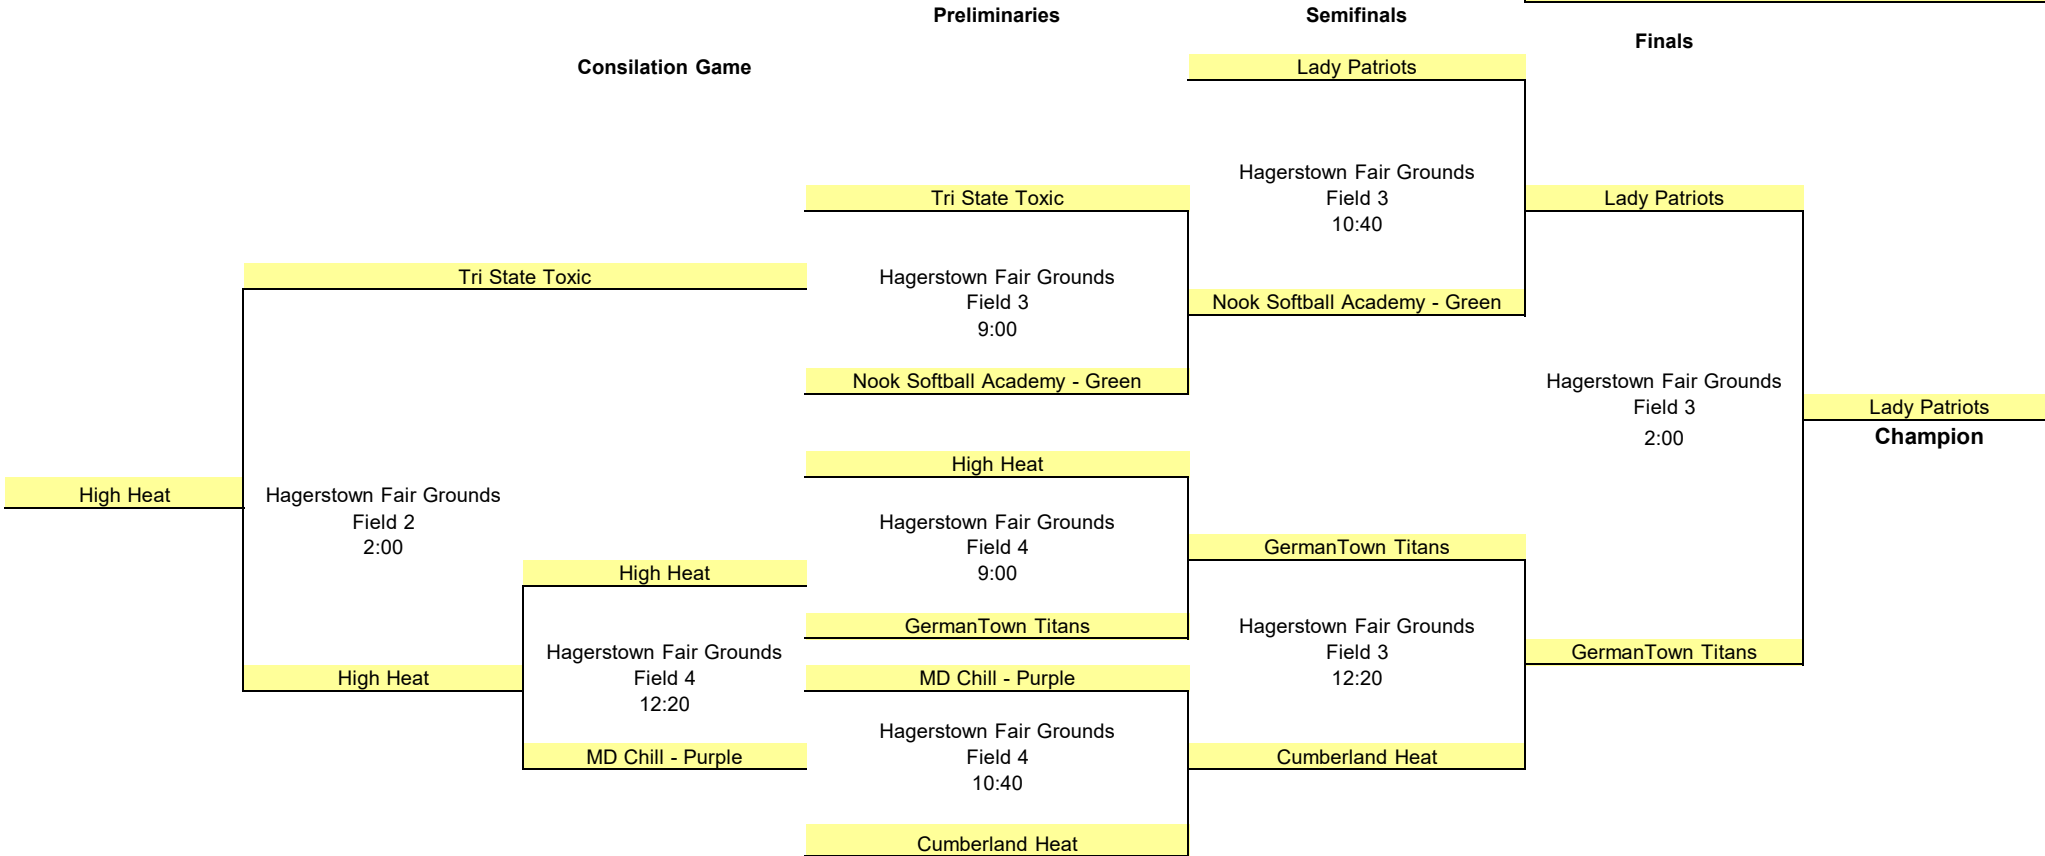 Preliminaries
Semifinals
Finals
Consilation Game
Lady Patriots
Hagerstown Fair Grounds
Field 3
10:40
Tri State Toxic
Lady Patriots
Tri State Toxic
Hagerstown Fair Grounds
Field 3
9:00
Nook Softball Academy - Green
Nook Softball Academy - Green
Hagerstown Fair Grounds
Field 3
2:00
Lady Patriots
Champion
High Heat
High Heat
Hagerstown Fair Grounds
Field 2
2:00
Hagerstown Fair Grounds
Field 4
9:00
GermanTown Titans
High Heat
GermanTown Titans
Hagerstown Fair Grounds
Field 3
12:20
GermanTown Titans
Hagerstown Fair Grounds
Field 4
12:20
High Heat
MD Chill - Purple
Hagerstown Fair Grounds
Field 4
10:40
MD Chill - Purple
Cumberland Heat
Cumberland Heat